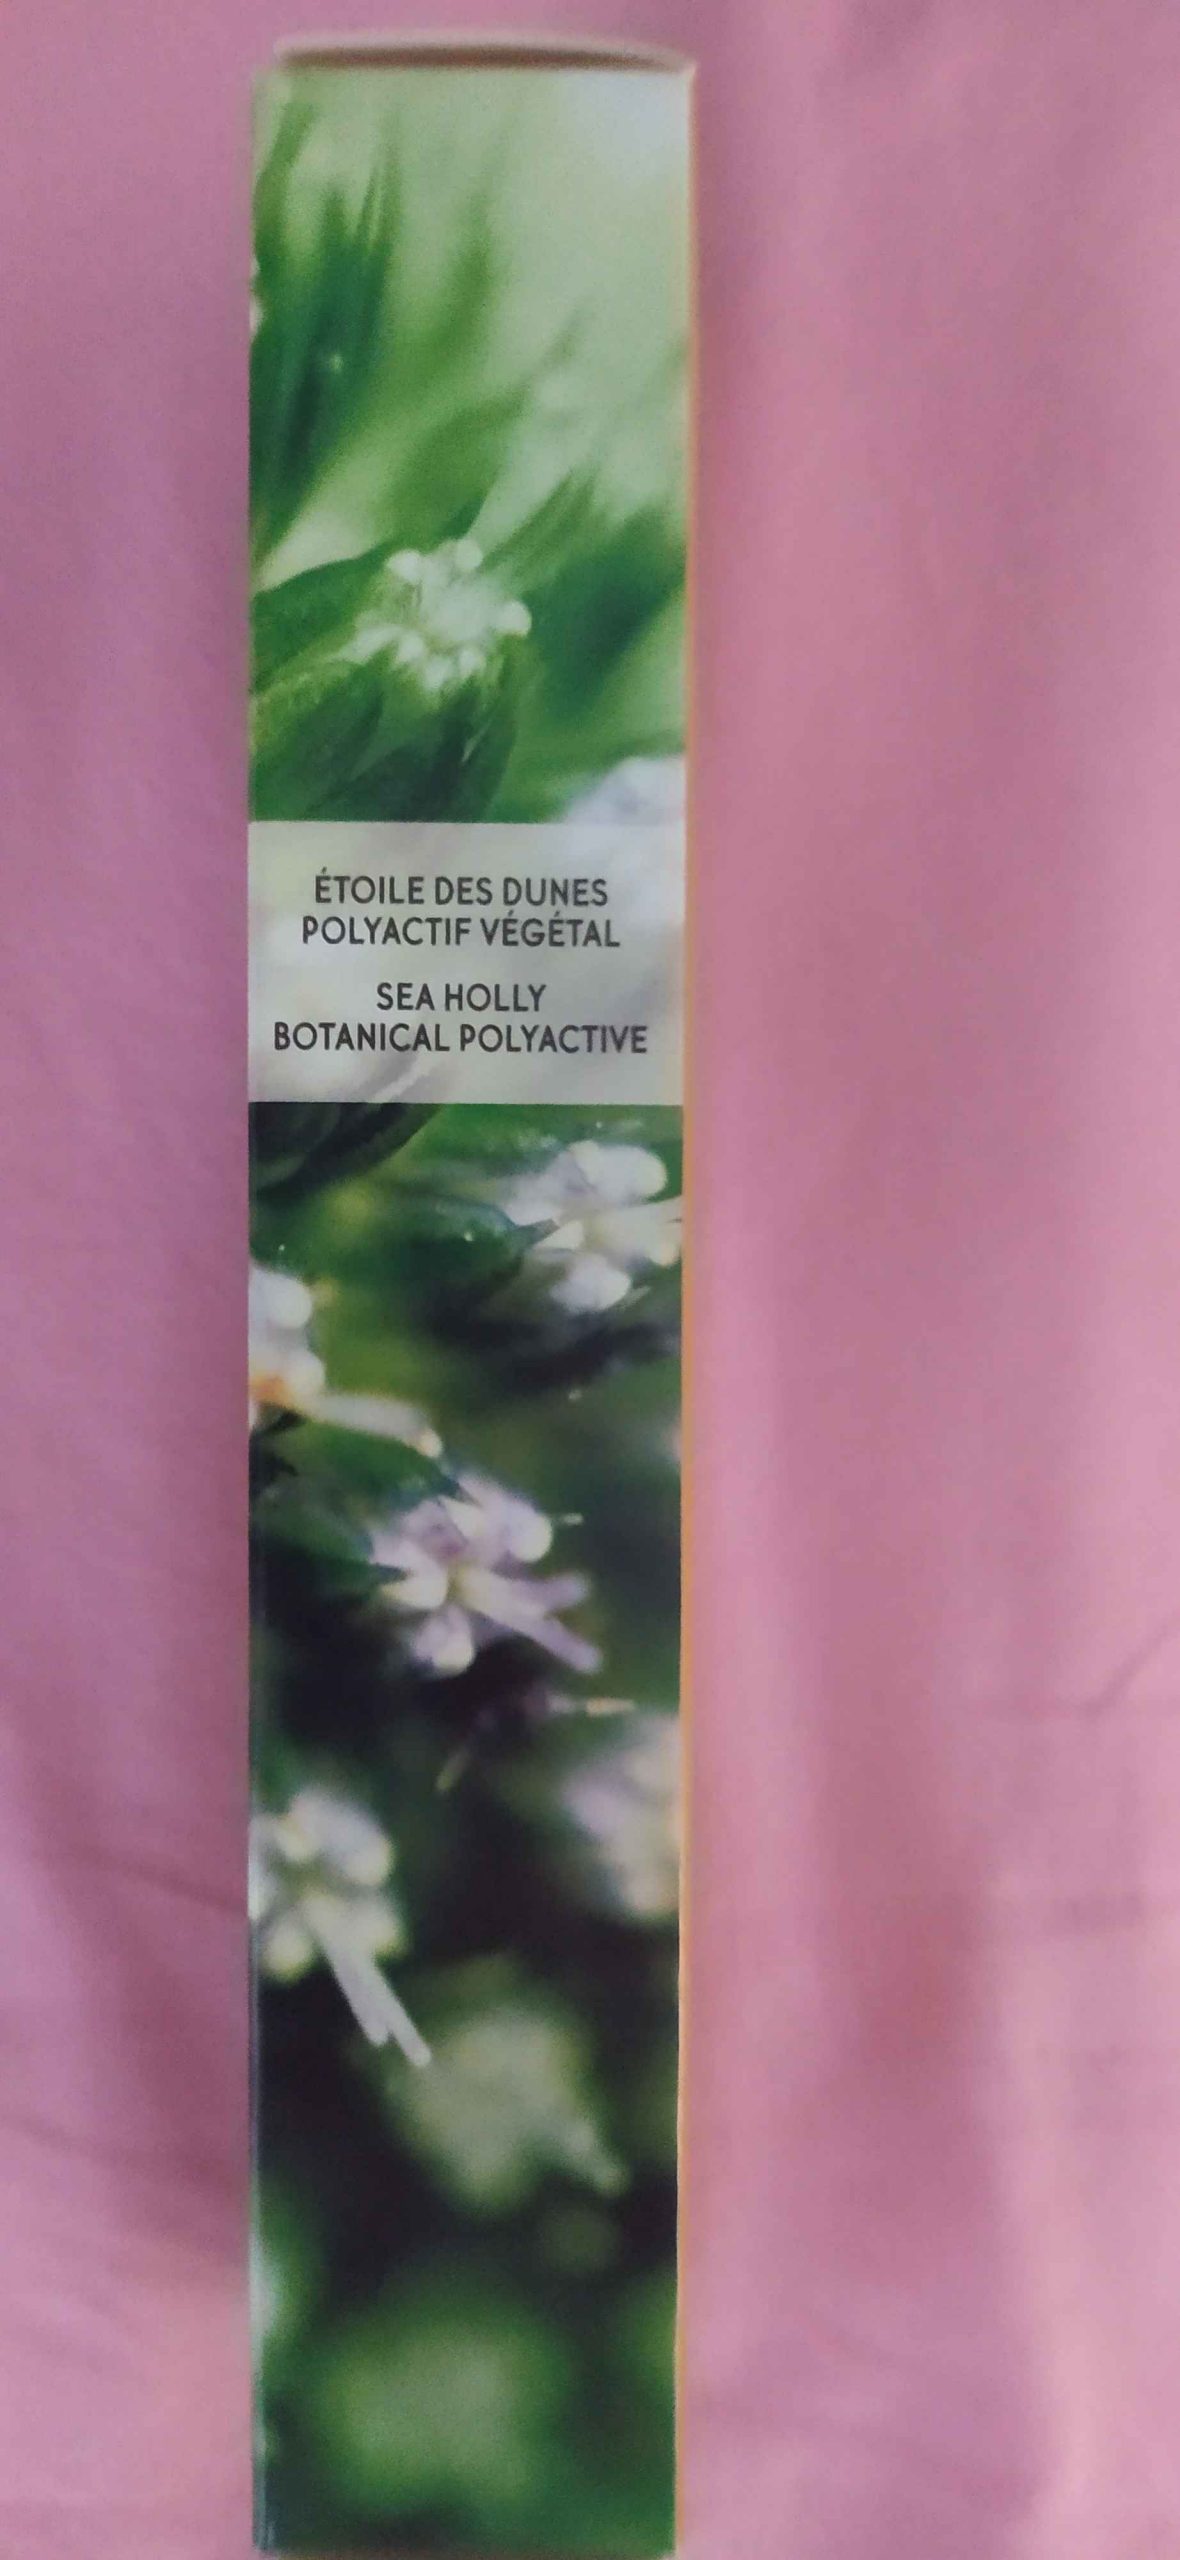 ÉTOILE DES DUNES
POLYACTIF VÉGÉTAL
SEA HOLLY
BOTANICAL POLYACTIVE